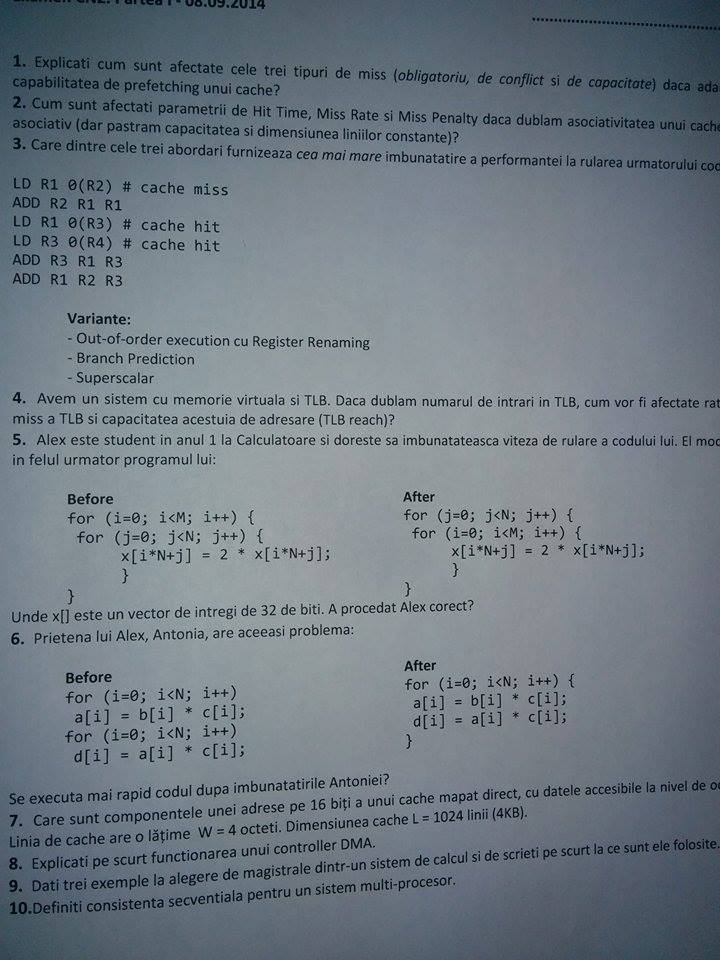 Partea I - 08.09.2014
1. Explicati cum sunt afectate cele trei tipuri de miss (obligatoriu, de conflict si de capacitate) daca
capabilitatea de prefetching unui cache?
2. Cum sunt afectati parametrii de Hit Time, Miss Rate si Miss Penalty daca dublam asociativitatea unui cache
asociativ (dar pastram capacitatea si dimensiunea liniilor constante)?
3. Care dintre cele trei abordari furnizeaza cea mai mare imbunatatire a performantei la rularea urmatorului
LD R1 0(R2) # cache miss
ADD R2 R1 R1
LD R1 0(R3) # cache hit
LD R3 0(R4) # cache hit
ADD R3 R1 R3
ADD R1 R2 R3
Variante:
- Out-of-order execution cu Register Renaming
- Branch Prediction
- Superscalar
4. Avem un sistem cu memorie virtuala si TLB. Daca dublam numarul de intrari in TLB, cum vor fi afectate
miss a TLB si capacitatea acestuia de adresare (TLB reach)?
5. Alex este student in anul 1 la Calculatoare si doreste sa imbunatateasca viteza de rulare a codului lui. El
in felul urmator programul lui:
Before
for (i=0; i<M; i++) {
for (j=0; j<N; j++) {
x[i*N+j] = 2 * x[i*N+j];
}
}
After
for (j=0; j<N; j++) {
for (i=0; i<M; i++) {
x[i*N+j] = 2 * x[i*N+j];
}
}
Unde x[] este un vector de intregi de 32 de biti. A procedat Alex corect?
6. Prietena lui Alex, Antonia, are aceeasi problema:
Before
for (i=0; i<N; i++)
a[i] = b[i] * c[i];
for (i=0; i<N; i++)
d[i] = a[i] * c[i];
After
for (i=0; i<N; i++) {
a[i] = b[i] * c[i];
d[i] = a[i] * c[i];
}
Se executa mai rapid codul dupa imbunatatirile Antoniei?
7. Care sunt componentele unei adrese pe 16 biți a unui cache mapat direct, cu datele accesibile la nivel de
Linia de cache are o lățime W = 4 octeti. Dimensiunea cache L = 1024 linii (4KB).
8. Explicati pe scurt functionarea unui controller DMA.
9. Dati trei exemple la alegere de magistrale dintr-un sistem de calcul si de scrieti pe scurt la ce sunt ele folosite.
10.Definiti consistenta secventiala pentru un sistem multi-procesor.